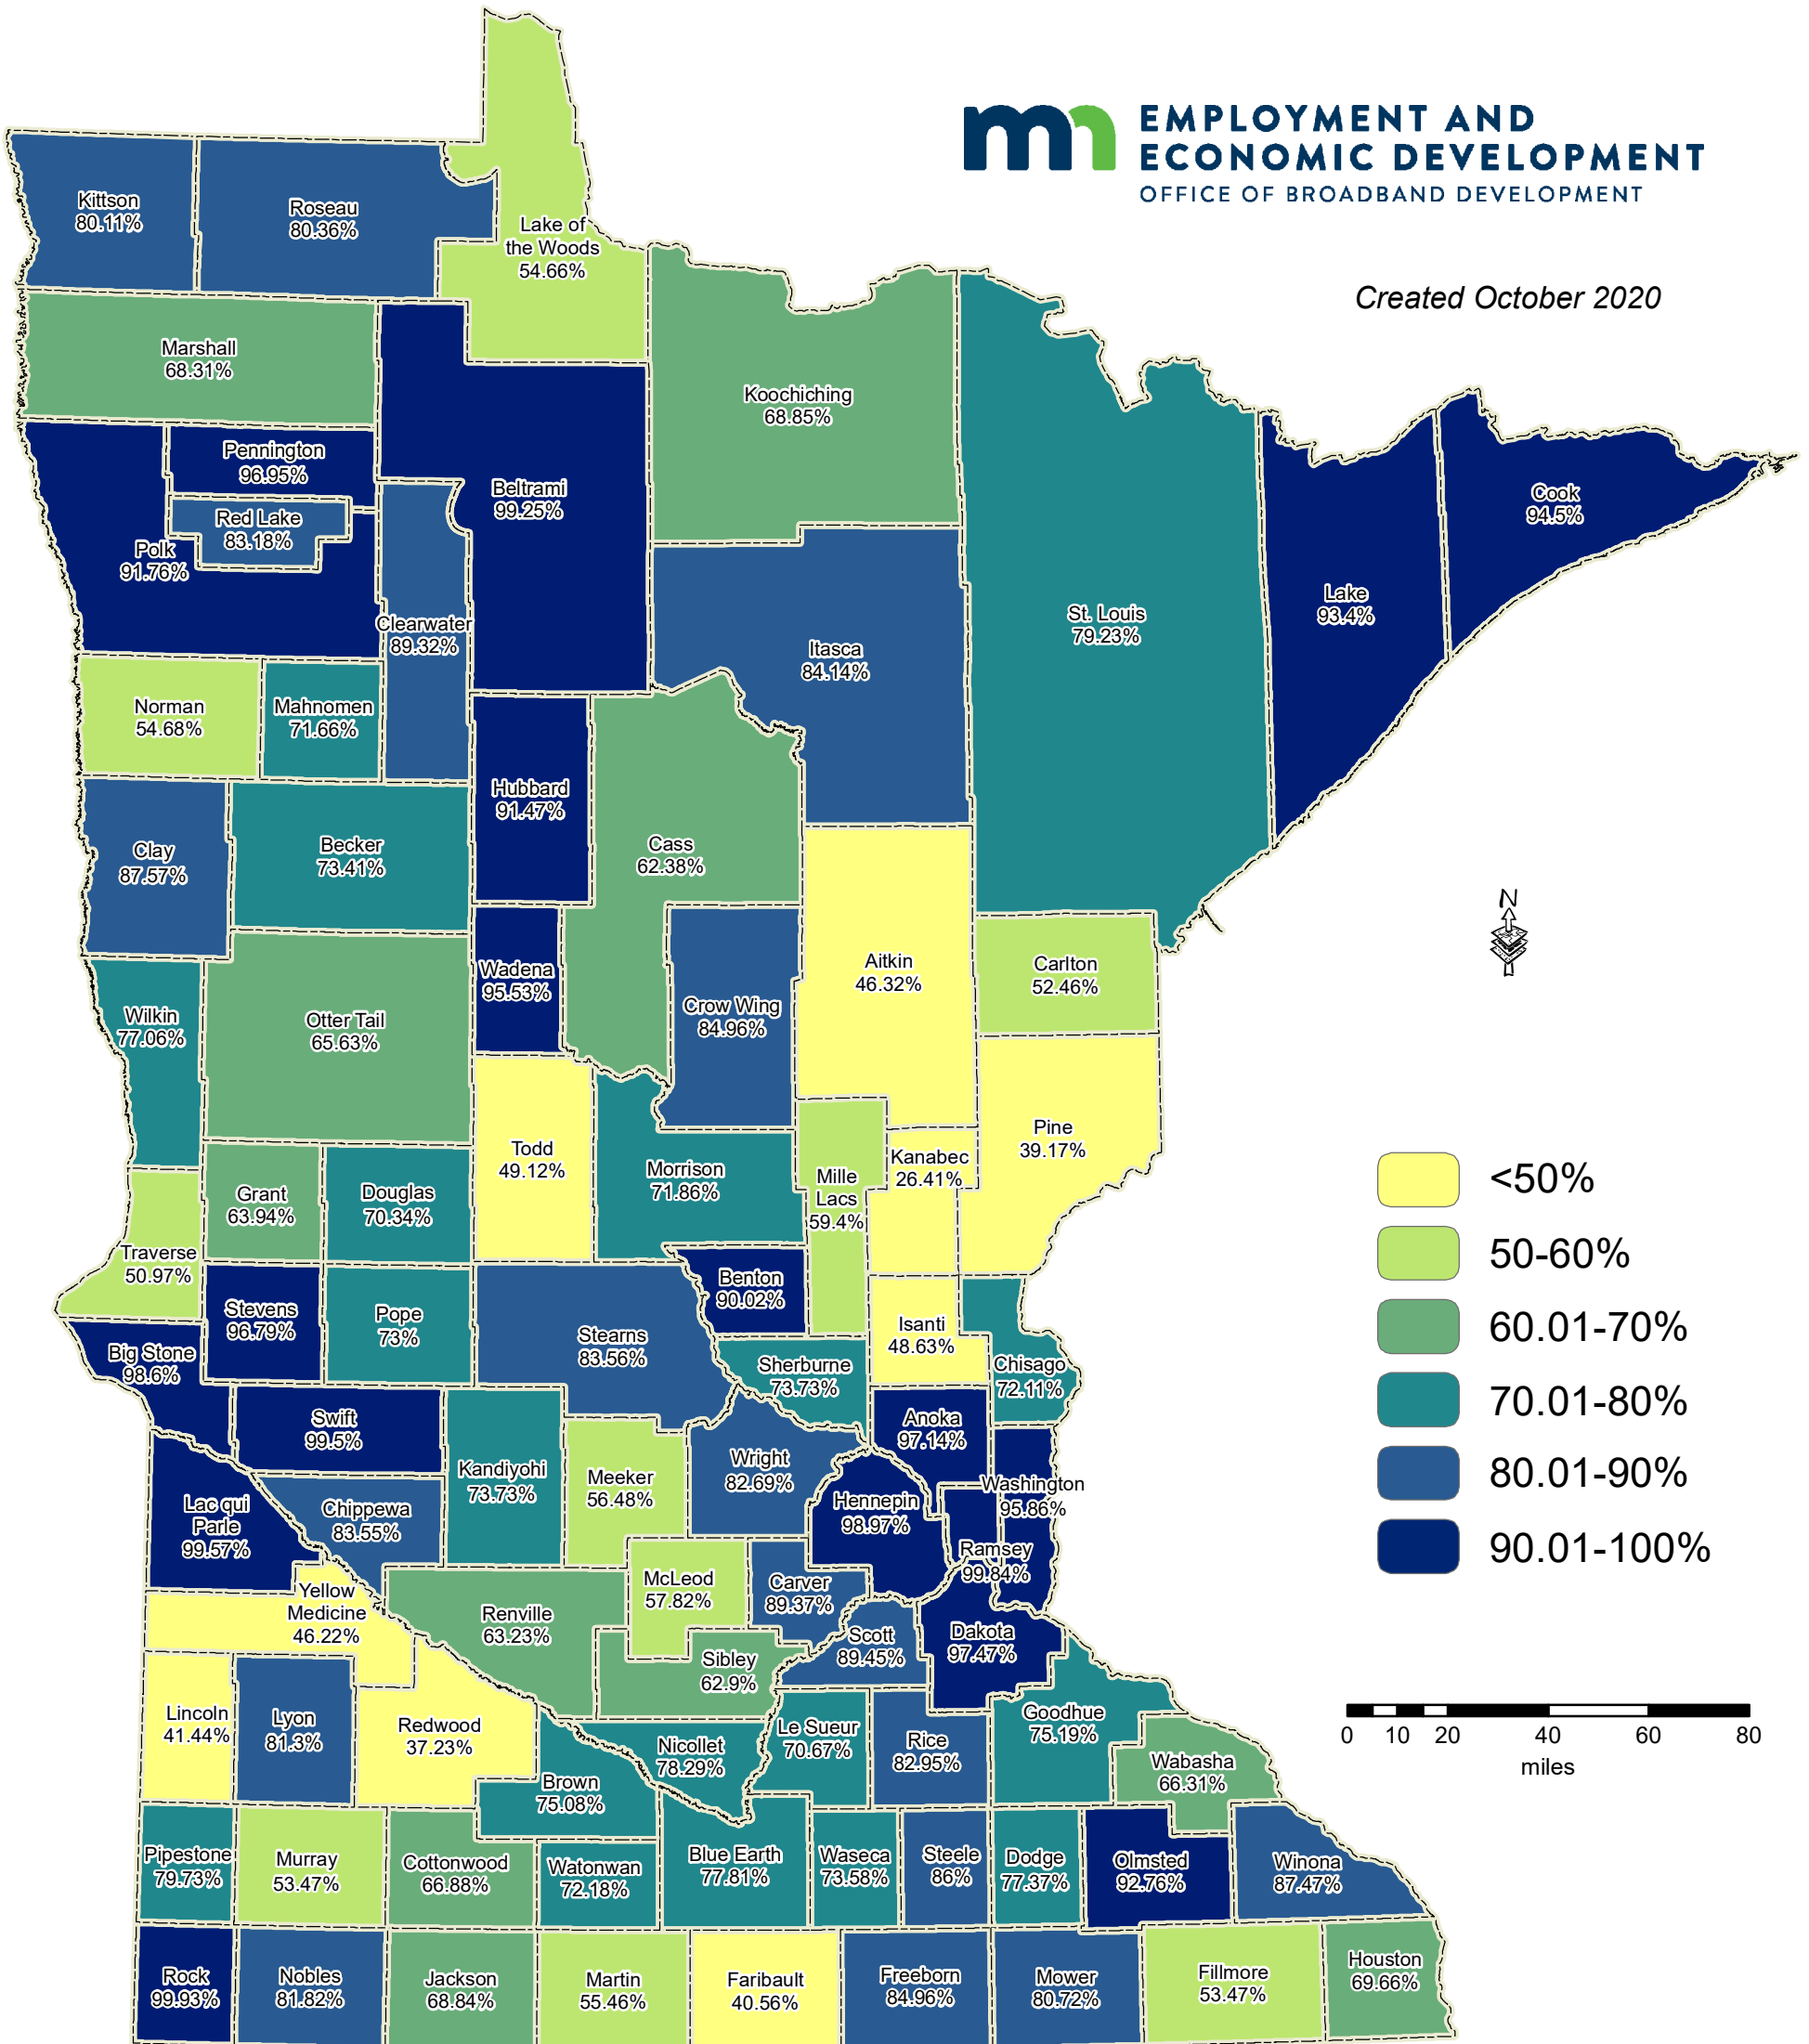 EMPLOYMENT AND
ECONOMIC DEVELOPMENT
OFFICE OF BROADBAND DEVELOPMENT
Created October 2020
Kittson
80.11%
Roseau
80.36%
Lake of
the Woods
54.66%
Marshall
68.31%
Koochiching
68.85%
Pennington
96.95%
Beltrami
99.25%
Cook
94.5%
Red Lake
83.18%
Polk
91.76%
Lake
93.4%
St. Louis
79.23%
Clearwater
89.32%
Itasca
84.14%
Norman
54.68%
Mahnomen
71.66%
Hubbard
91.47%
Clay
87.57%
Becker
73.41%
Cass
62.38%
Aitkin
46.32%
Carlton
52.46%
N
Wadena
95.53%
Crow Wing
84.96%
Wilkin
77.06%
Otter Tail
65.63%
Pine
39.17%
Todd
49.12%
Morrison
71.86%
Kanabec
26.41%
Mille
Lacs
59.4%
Grant
63.94%
Douglas
70.34%
Traverse
50.97%
Benton
90.02%
Stevens
96.79%
Pope
73%
Stearns
83.56%
Isanti
48.63%
Big Stone
98.6%
Sherburne
73.73%
Chisago
72.11%
Swift
99.5%
Anoka
97.14%
Kandiyohi
73.73%
Meeker
56.48%
Wright
82.69%
Washington
95.86%
Lac qui
Parle
99.57%
Chippewa
83.55%
Hennepin
98.97%
Ramsey
99.84%
Yellow
Medicine
46.22%
McLeod
57.82%
Carver
89.37%
Renville
63.23%
Scott
89.45%
Dakota
97.47%
Sibley
62.9%
Lincoln
41.44%
Lyon
81.3%
Redwood
37.23%
Nicollet
78.29%
Le Sueur
70.67%
Rice
82.95%
Goodhue
75.19%
Wabasha
66.31%
Brown
75.08%
Pipestone
79.73%
Murray
53.47%
Cottonwood
66.88%
Watonwan
72.18%
Blue Earth
77.81%
Waseca
73.58%
Steele
86%
Dodge
77.37%
Olmsted
92.76%
Winona
87.47%
Rock
99.93%
Nobles
81.82%
Jackson
68.84%
Martin
55.46%
Faribault
40.56%
Freeborn
84.96%
Mower
80.72%
Fillmore
53.47%
Houston
69.66%
<50%
50-60%
60.01-70%
70.01-80%
80.01-90%
90.01-100%
0 10 20 40 60 80
miles